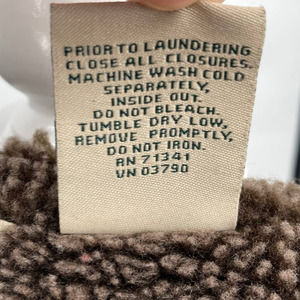 PRIOR TO LAUNDERING
CLOSE ALL CLOSURES.
MACHINE WASH COLD
SEPARATELY,
INSIDE OUT.
DO NOT BLEACH.
TUMBLE DRY LOW,
REMOVE PROMPTLY,
DO NOT IRON.
RN 71341
VN 03790